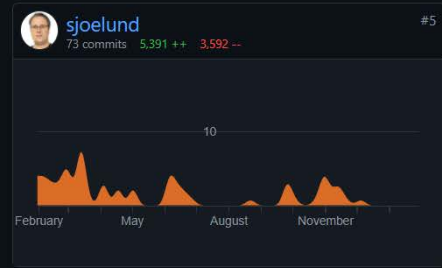 sjoelund
#5
73 commits 5,391 ++ 3,592 --
10
February May August November